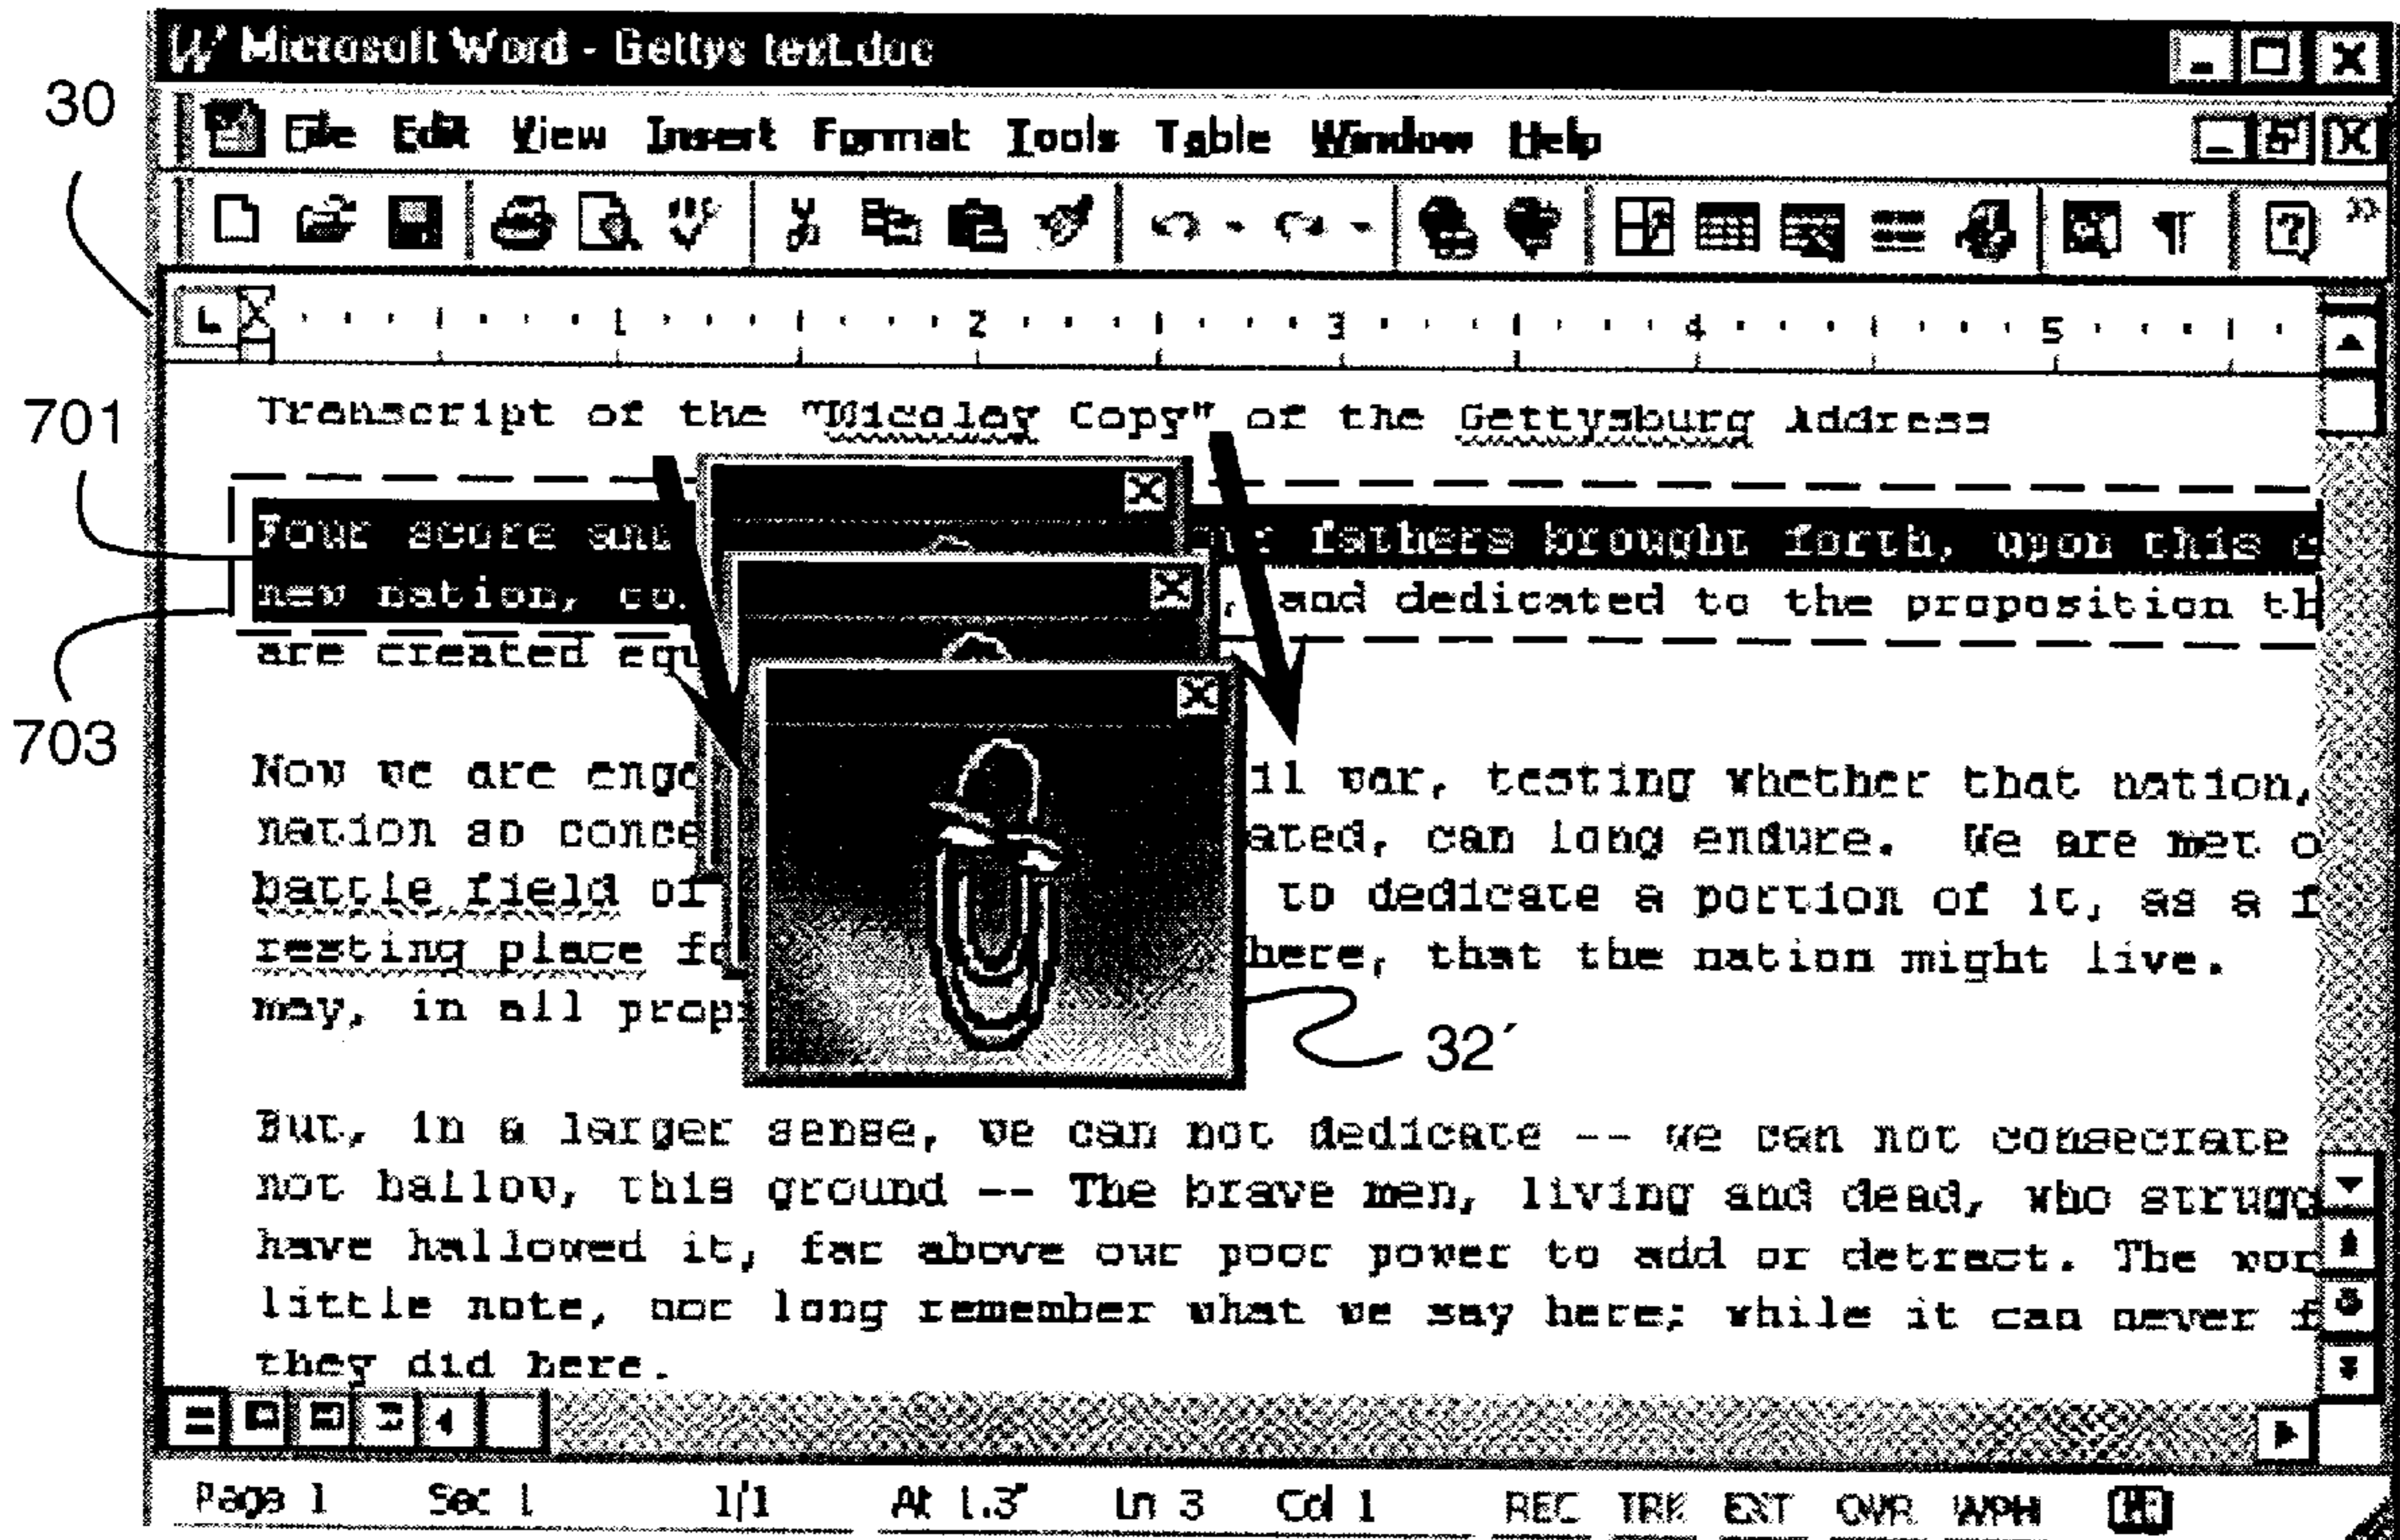 Microsoft Word - Gettys text.doc
30
File Edit View Insert Format Tools Table Window Help
1 2 3 4 5
701
Transcript of the "Nicolay Copy" of the Gettysburg Address
Four score and our fathers brought forth, upon this c
new nation, co , and dedicated to the proposition th
703
are created equ
Now we are enga il war, testing whether that nation,
nation so conce ated, can long endure. We are met o
battle field of to dedicate a portion of it, as a f
resting place fo here, that the nation might live.
may, in all prop
32′
But, in a larger sense, we can not dedicate -- we can not consecrate
not hallow, this ground -- The brave men, living and dead, who strugg
have hallowed it, far above our poor power to add or detract. The wor
little note, nor long remember what we say here; while it can never f
they did here.
Page 1 Sec 1 1/1 At 1.3" Ln 3 Col 1 REC TRK EXT OVR WPH